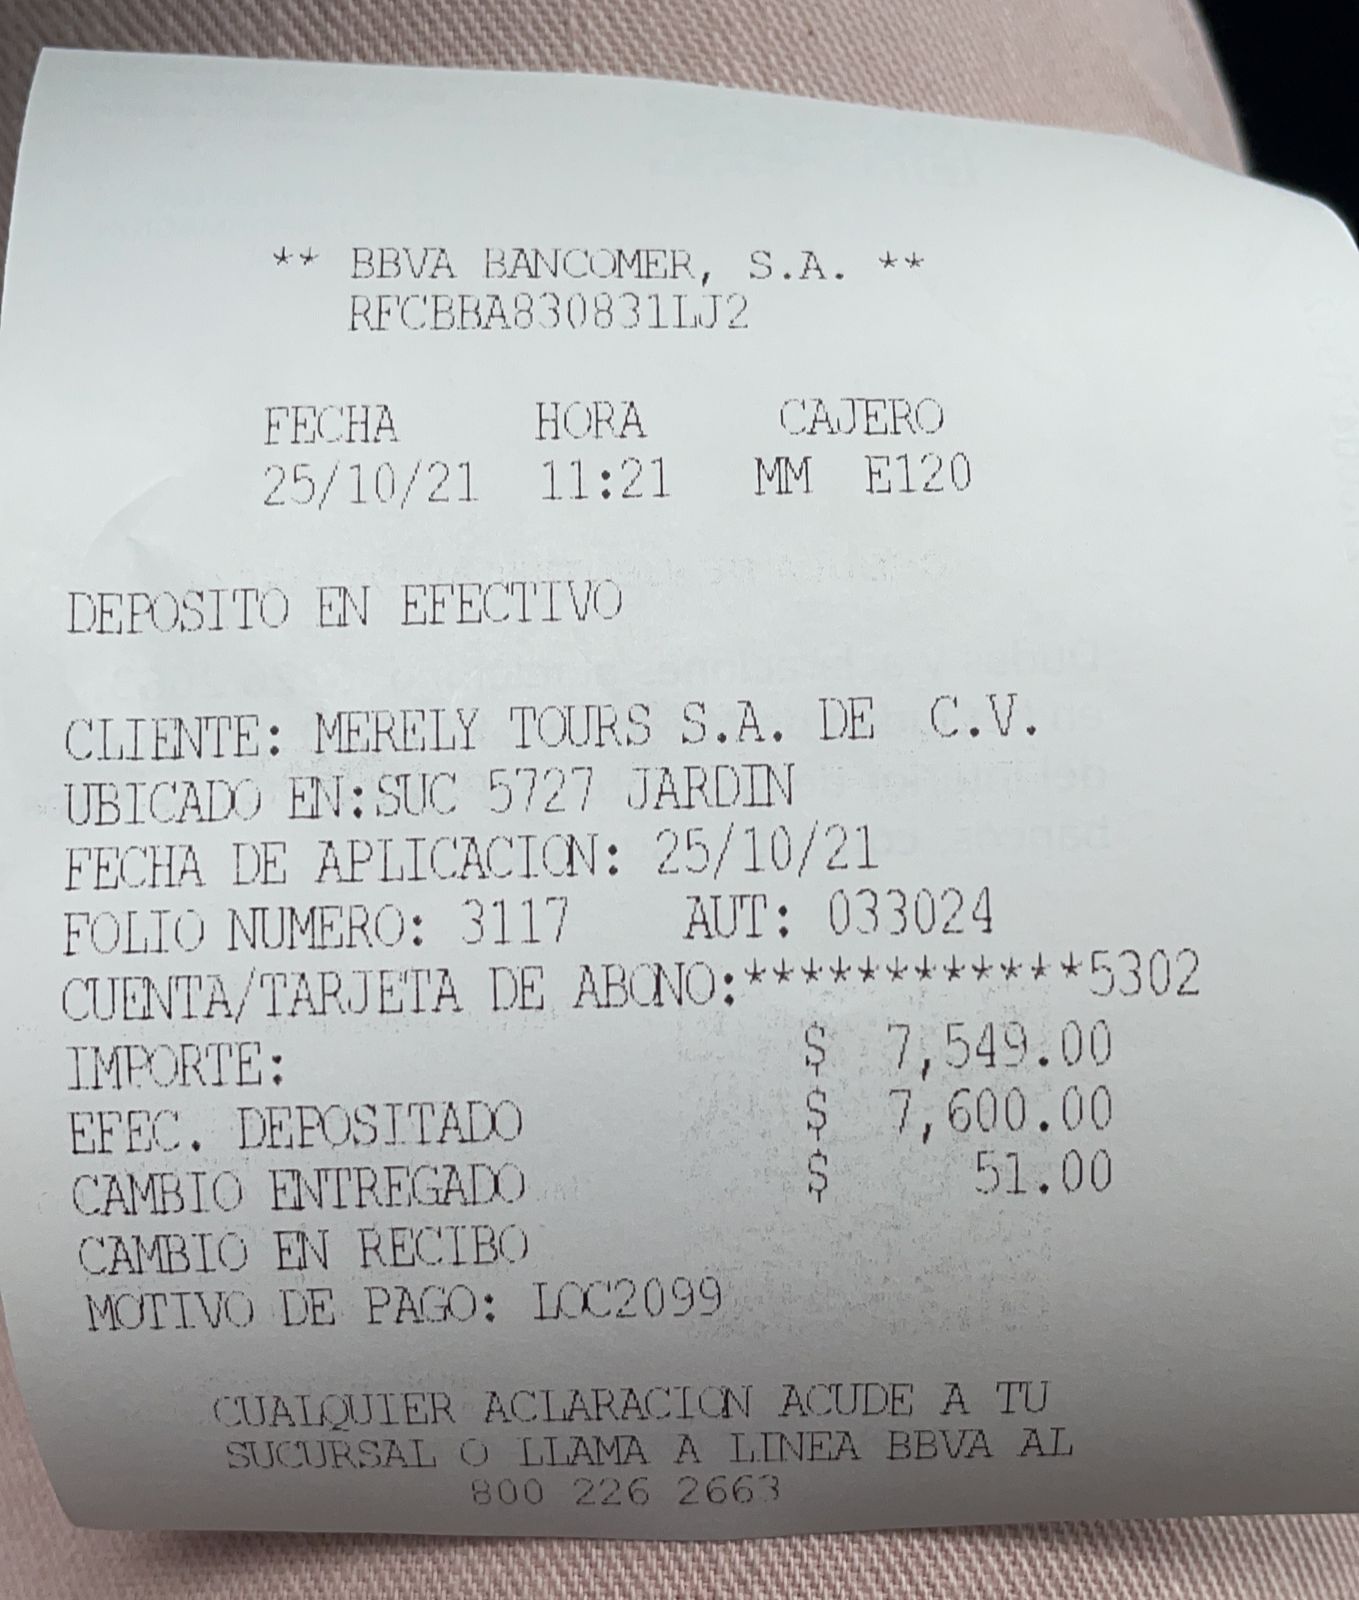 ** BBVA BANCOMER, S.A. **
RFCBBA830831LJ2
FECHA HORA CAJERO
25/10/21 11:21 MM E120
DEPOSITO EN EFECTIVO
CLIENTE: MERELY TOURS S.A. DE C.V.
UBICADO EN:SUC 5727 JARDIN
FECHA DE APLICACION: 25/10/21
FOLIO NUMERO: 3117 AUT: 033024
CUENTA/TARJETA DE ABONO:************5302
IMPORTE: $ 7,549.00
EFEC. DEPOSITADO $ 7,600.00
CAMBIO ENTREGADO $ 51.00
CAMBIO EN RECIBO
MOTIVO DE PAGO: LOC2099
CUALQUIER ACLARACION ACUDE A TU
SUCURSAL O LLAMA A LINEA BBVA AL
800 226 2663